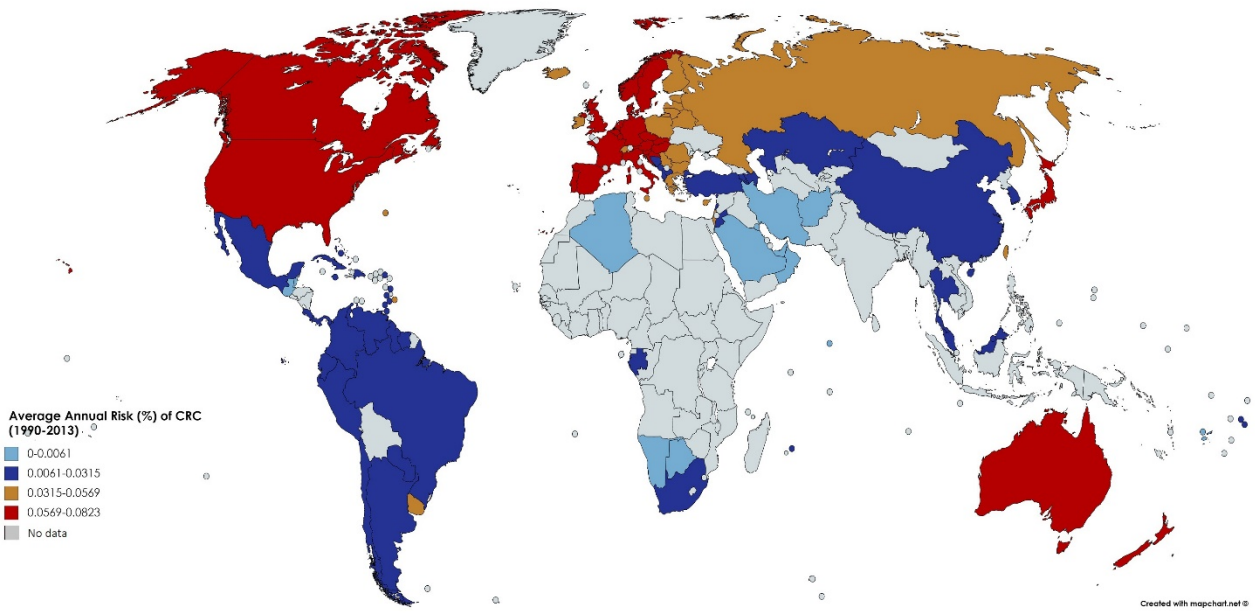 Average Annual Risk (%) of CRC
(1990-2013)
0-0.0061
0.0061-0.0315
0.0315-0.0569
0.0569-0.0823
No data
Created with mapchart.net ©